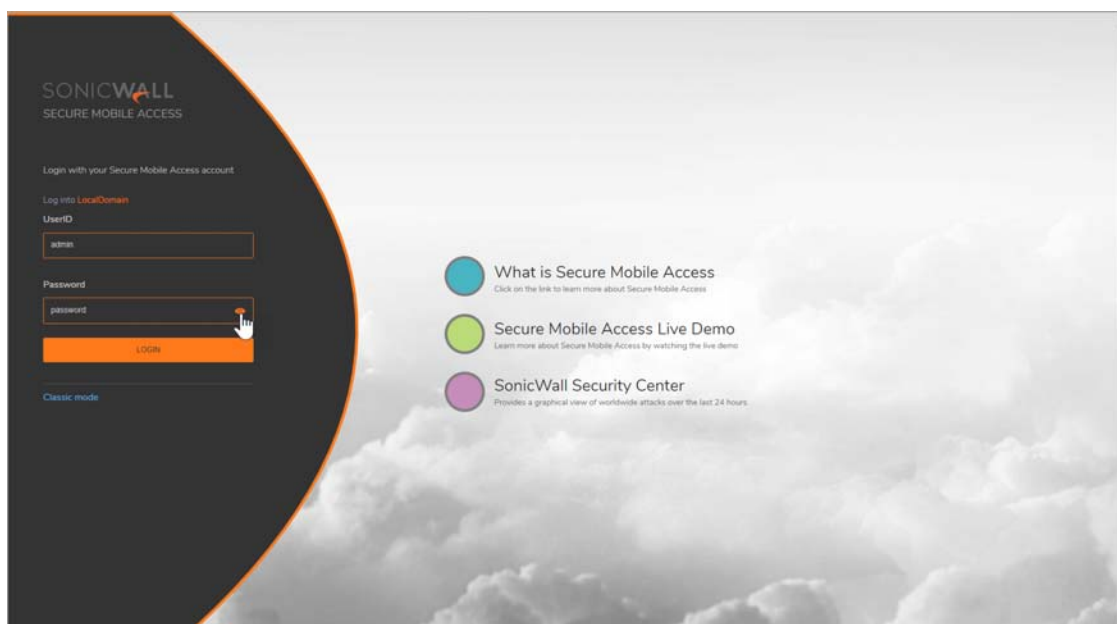 SONICWALL
SECURE MOBILE ACCESS
Login with your Secure Mobile Access account
Log into LocalDomain
UserID
admin
Password
password
LOGIN
Classic mode
What is Secure Mobile Access
Click on the link to learn more about Secure Mobile Access
Secure Mobile Access Live Demo
Learn more about Secure Mobile Access by watching the live demo
SonicWall Security Center
Provides a graphical view of worldwide attacks over the last 24 hours.